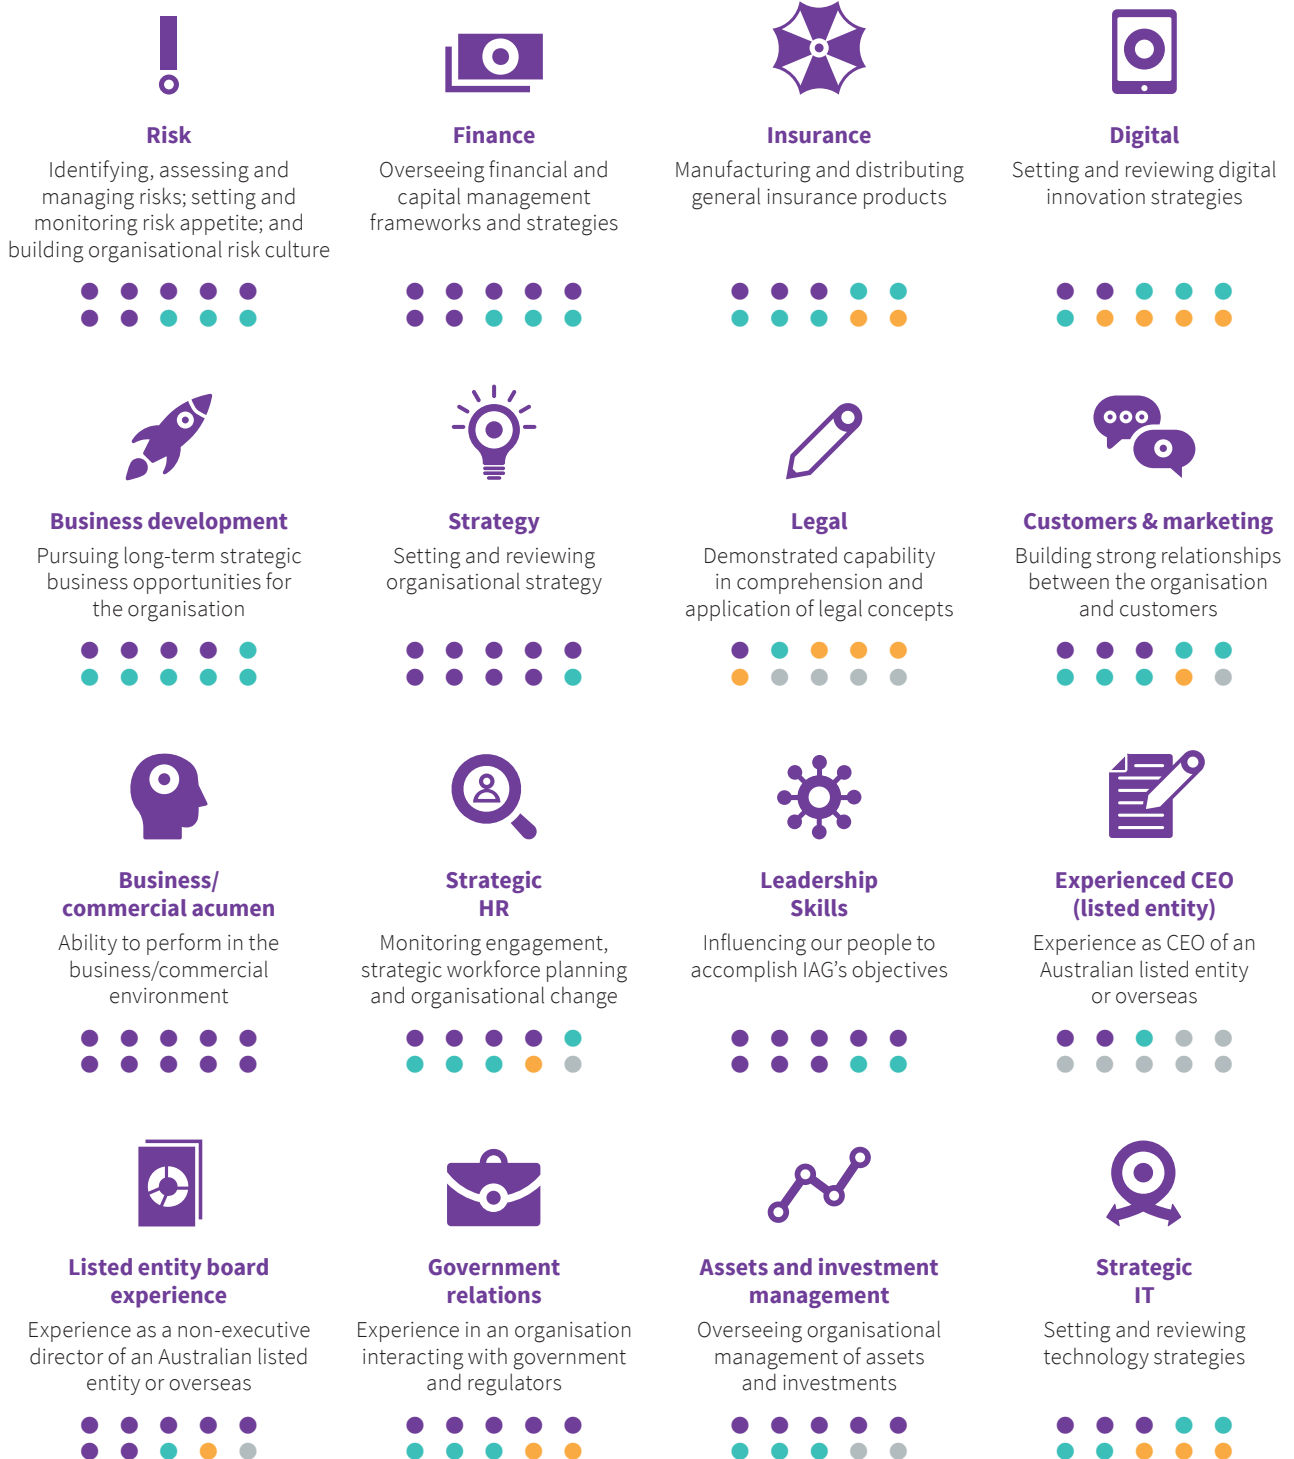 Risk
Identifying, assessing and
managing risks; setting and
monitoring risk appetite; and
building organisational risk culture
Finance
Overseeing financial and
capital management
frameworks and strategies
Insurance
Manufacturing and distributing
general insurance products
Digital
Setting and reviewing digital
innovation strategies
Business development
Pursuing long-term strategic
business opportunities for
the organisation
Strategy
Setting and reviewing
organisational strategy
Legal
Demonstrated capability
in comprehension and
application of legal concepts
Customers & marketing
Building strong relationships
between the organisation
and customers
Business/
commercial acumen
Ability to perform in the
business/commercial
environment
Strategic
HR
Monitoring engagement,
strategic workforce planning
and organisational change
Leadership
Skills
Influencing our people to
accomplish IAG's objectives
Experienced CEO
(listed entity)
Experience as CEO of an
Australian listed entity
or overseas
Listed entity board
experience
Experience as a non-executive
director of an Australian listed
entity or overseas
Government
relations
Experience in an organisation
interacting with government
and regulators
Assets and investment
management
Overseeing organisational
management of assets
and investments
Strategic
IT
Setting and reviewing
technology strategies